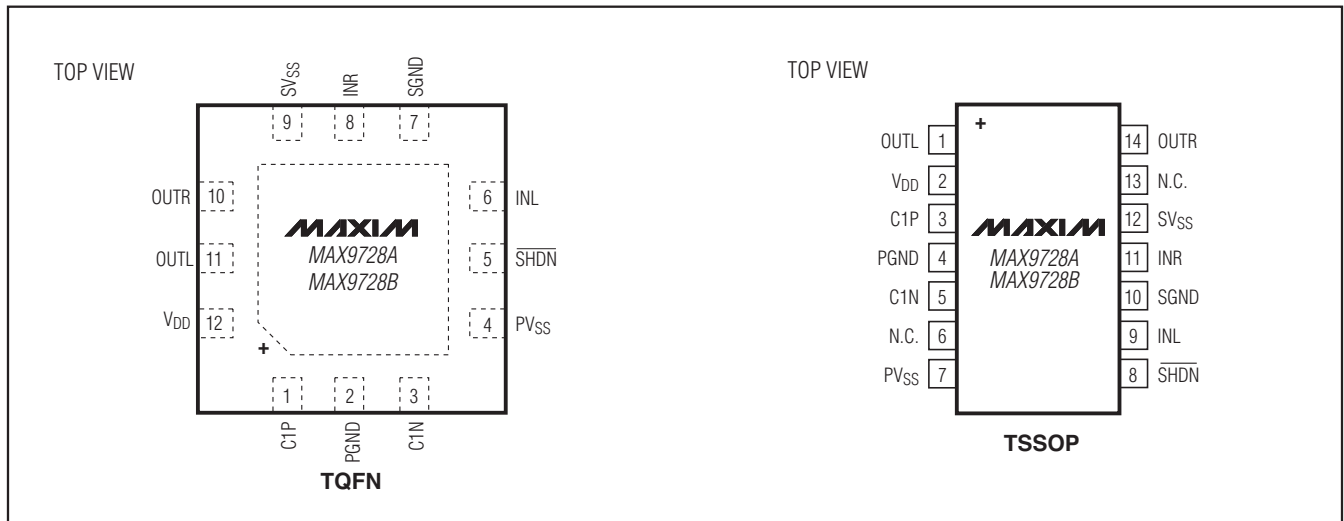 TOP VIEW
SVSS
INR
SGND
9
8
7
OUTR 10
6 INL
OUTL 11
5 SHDN
VDD 12
4 PVSS
MAXIM
MAX9728A
MAX9728B
+
1
2
3
C1P
PGND
C1N
TQFN
TOP VIEW
+
OUTL 1
14 OUTR
VDD 2
13 N.C.
C1P 3
12 SVSS
PGND 4
11 INR
C1N 5
10 SGND
N.C. 6
9 INL
PVSS 7
8 SHDN
MAXIM
MAX9728A
MAX9728B
TSSOP